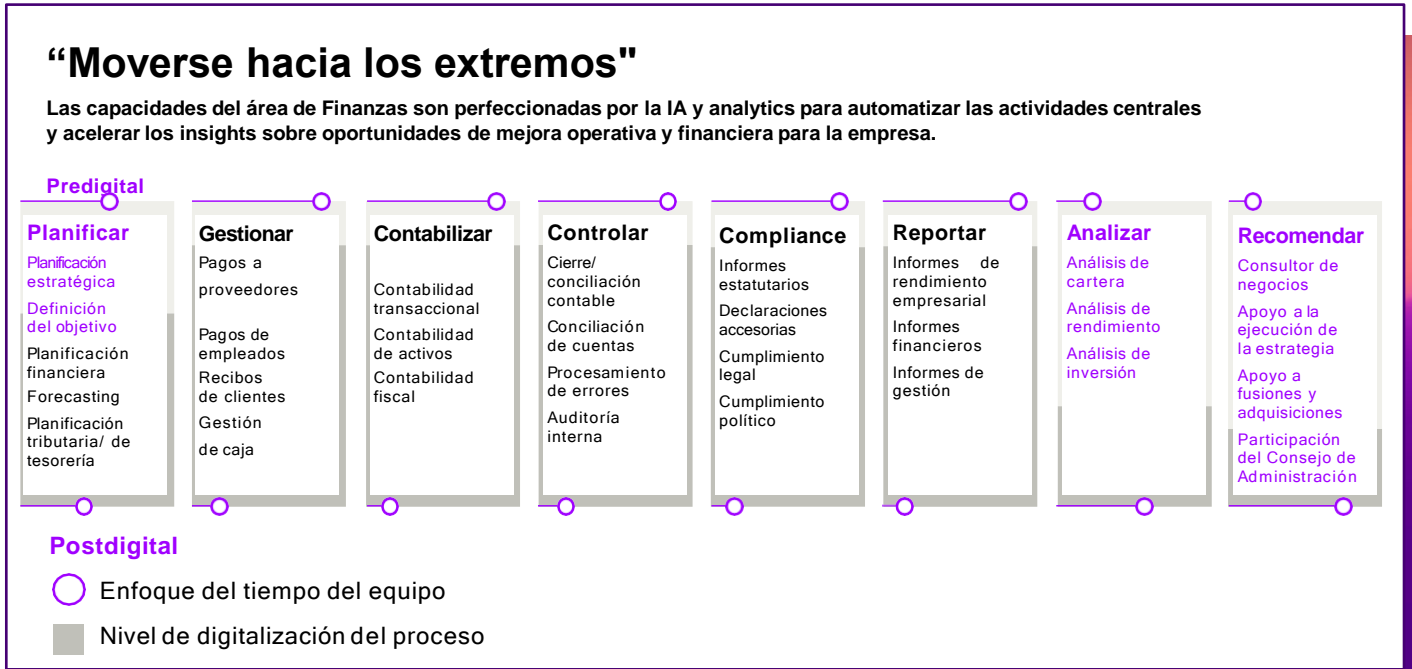 “Moverse hacia los extremos"
Las capacidades del área de Finanzas son perfeccionadas por la IA y analytics para automatizar las actividades centrales
y acelerar los insights sobre oportunidades de mejora operativa y financiera para la empresa.
Predigital
Planificar
Planificación
estratégica
Definición
del objetivo
Planificación
financiera
Forecasting
Planificación
tributaria/ de
tesorería
Gestionar
Pagos a
proveedores
Pagos de
empleados
Recibos
de clientes
Gestión
de caja
Contabilizar
Contabilidad
transaccional
Contabilidad
de activos
Contabilidad
fiscal
Controlar
Cierre/
conciliación
contable
Conciliación
de cuentas
Procesamiento
de errores
Auditoría
interna
Compliance
Informes
estatutarios
Declaraciones
accesorias
Cumplimiento
legal
Cumplimiento
político
Reportar
Informes de
rendimiento
empresarial
Informes
financieros
Informes de
gestión
Analizar
Análisis de
cartera
Análisis de
rendimiento
Análisis de
inversión
Recomendar
Consultor de
negocios
Apoyo a la
ejecución de
la estrategia
Apoyo a
fusiones y
adquisiciones
Participación
del Consejo de
Administración
Postdigital
Enfoque del tiempo del equipo
Nivel de digitalización del proceso